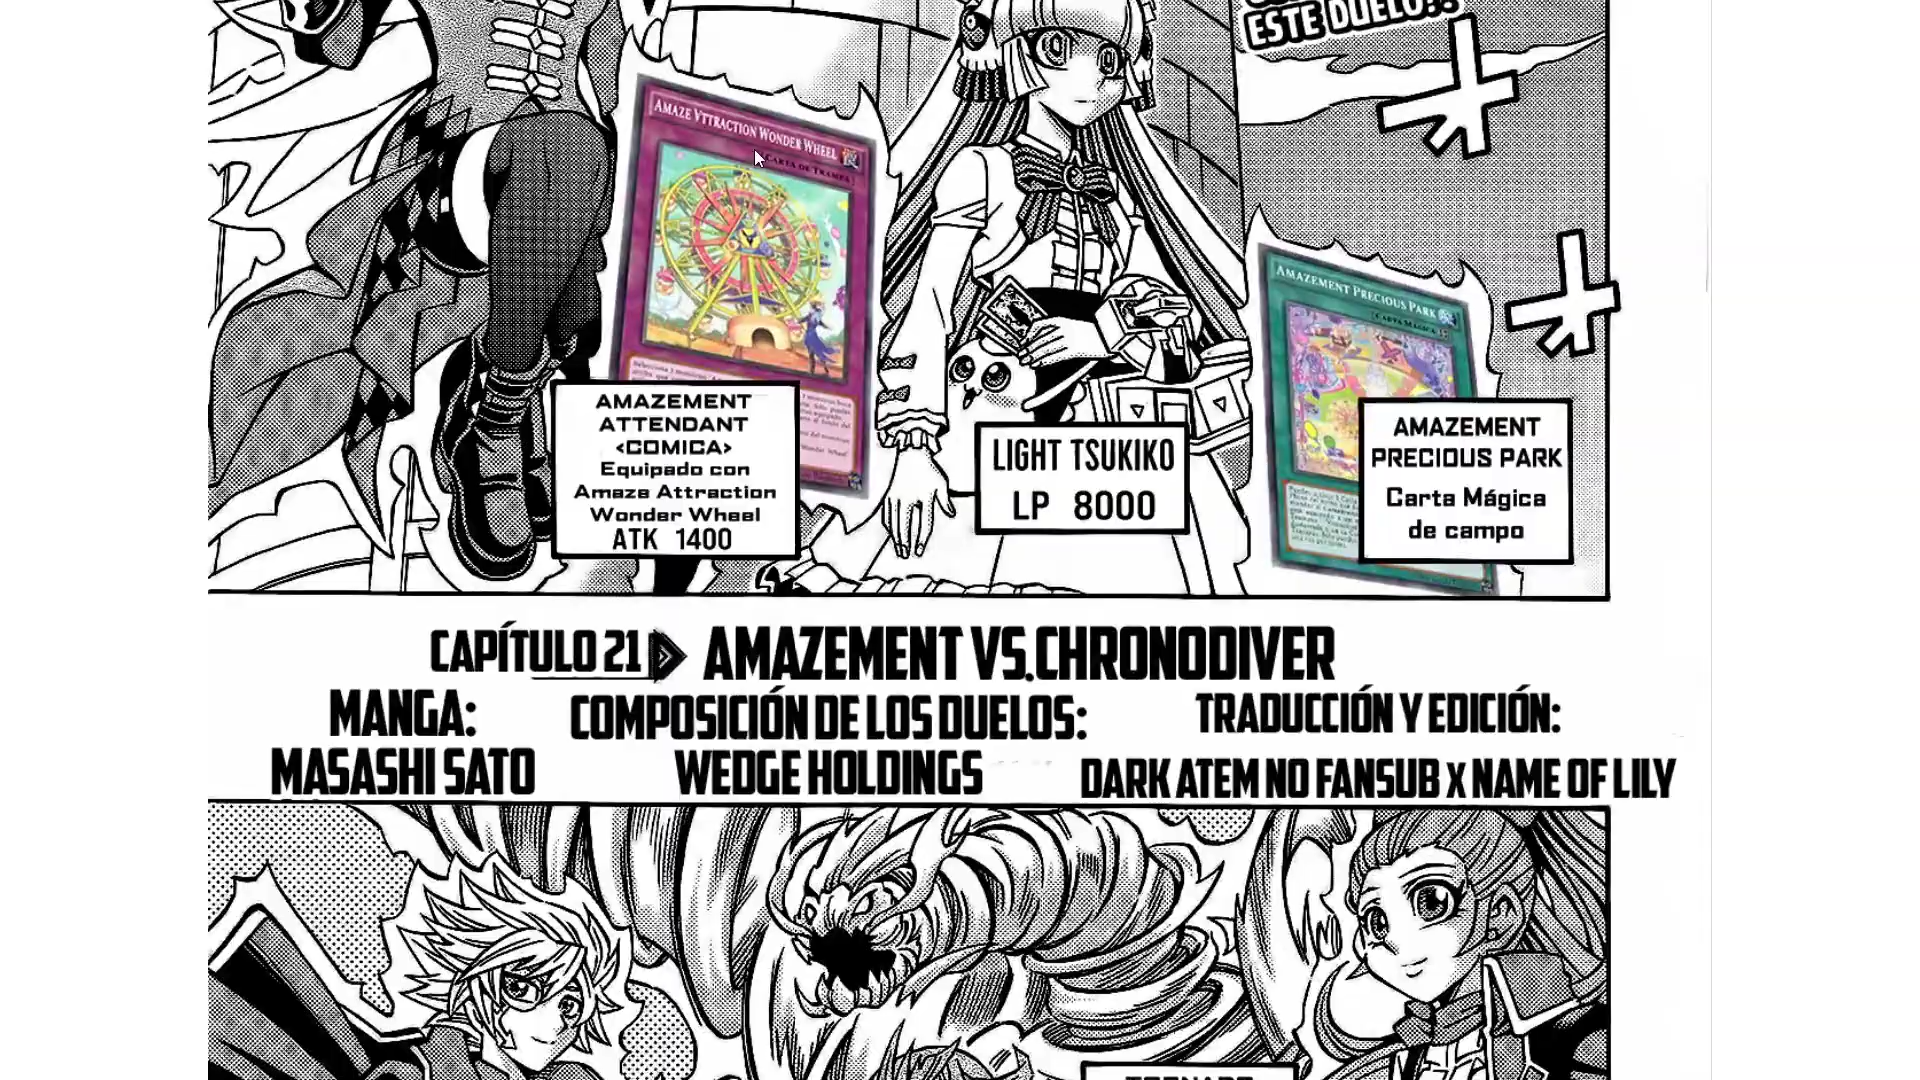 ESTE DUELO??
AMAZE VTTRACTION WONDER WHEEL
CARTA DE TRAMPA
AMAZEMENT PRECIOUS PARK
CARTA MÁGICA
AMAZEMENT
ATTENDANT
<COMICA>
Equipado con
Amaze Attraction
Wonder Wheel
ATK 1400
LIGHT TSUKIKO
LP 8000
AMAZEMENT
PRECIOUS PARK
Carta Mágica
de campo
CAPÍTULO 21 AMAZEMENT VS. CHRONODIVER
MANGA:
MASASHI SATO
COMPOSICIÓN DE LOS DUELOS:
WEDGE HOLDINGS
TRADUCCIÓN Y EDICIÓN:
DARK ATEM NO FANSUB X NAME OF LILY